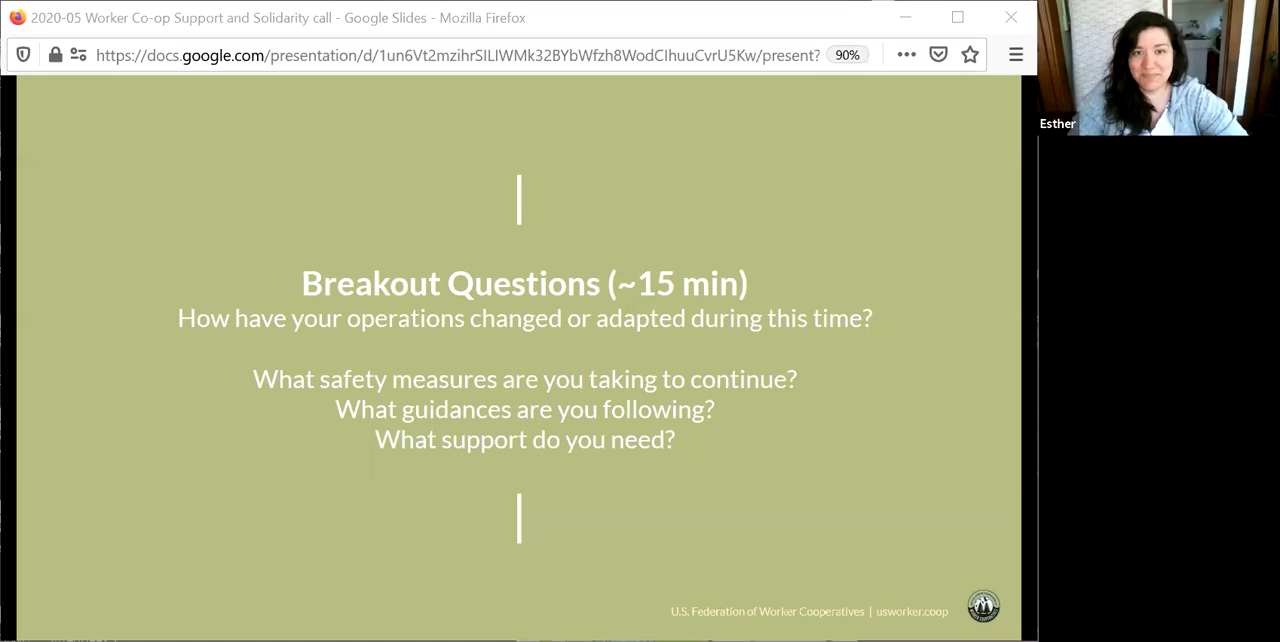 2020-05 Worker Co-op Support and Solidarity call - Google Slides - Mozilla Firefox
https://docs.google.com/presentation/d/1un6Vt2mzihrSILlWMk32BYbWfzh8WodCIhuuCvrU5Kw/present?
90%
Esther
Breakout Questions (~15 min)
How have your operations changed or adapted during this time?
What safety measures are you taking to continue?
What guidances are you following?
What support do you need?
U.S. Federation of Worker Cooperatives | usworker.coop